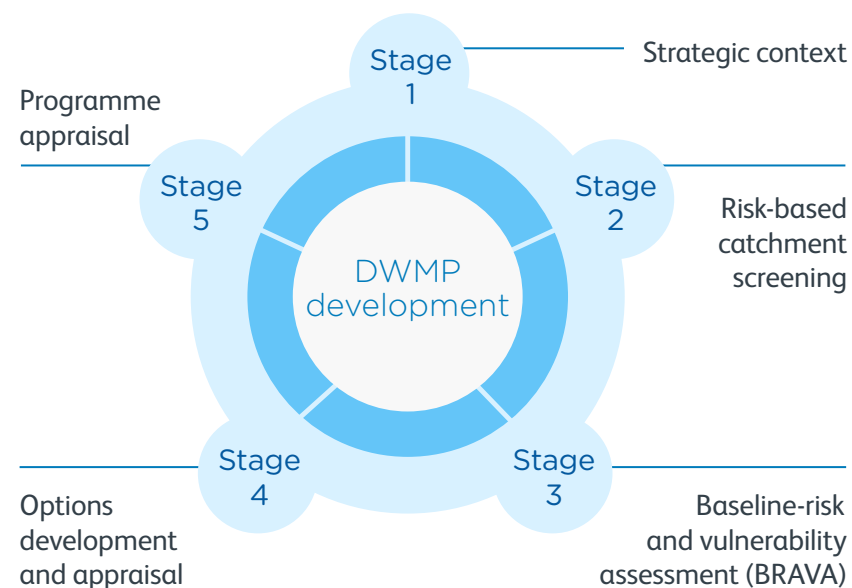 Stage
1
Strategic context
Stage
2
Risk-based
catchment
screening
Stage
3
Baseline-risk
and vulnerability
assessment (BRAVA)
Stage
4
Options
development
and appraisal
Stage
5
Programme
appraisal
DWMP
development